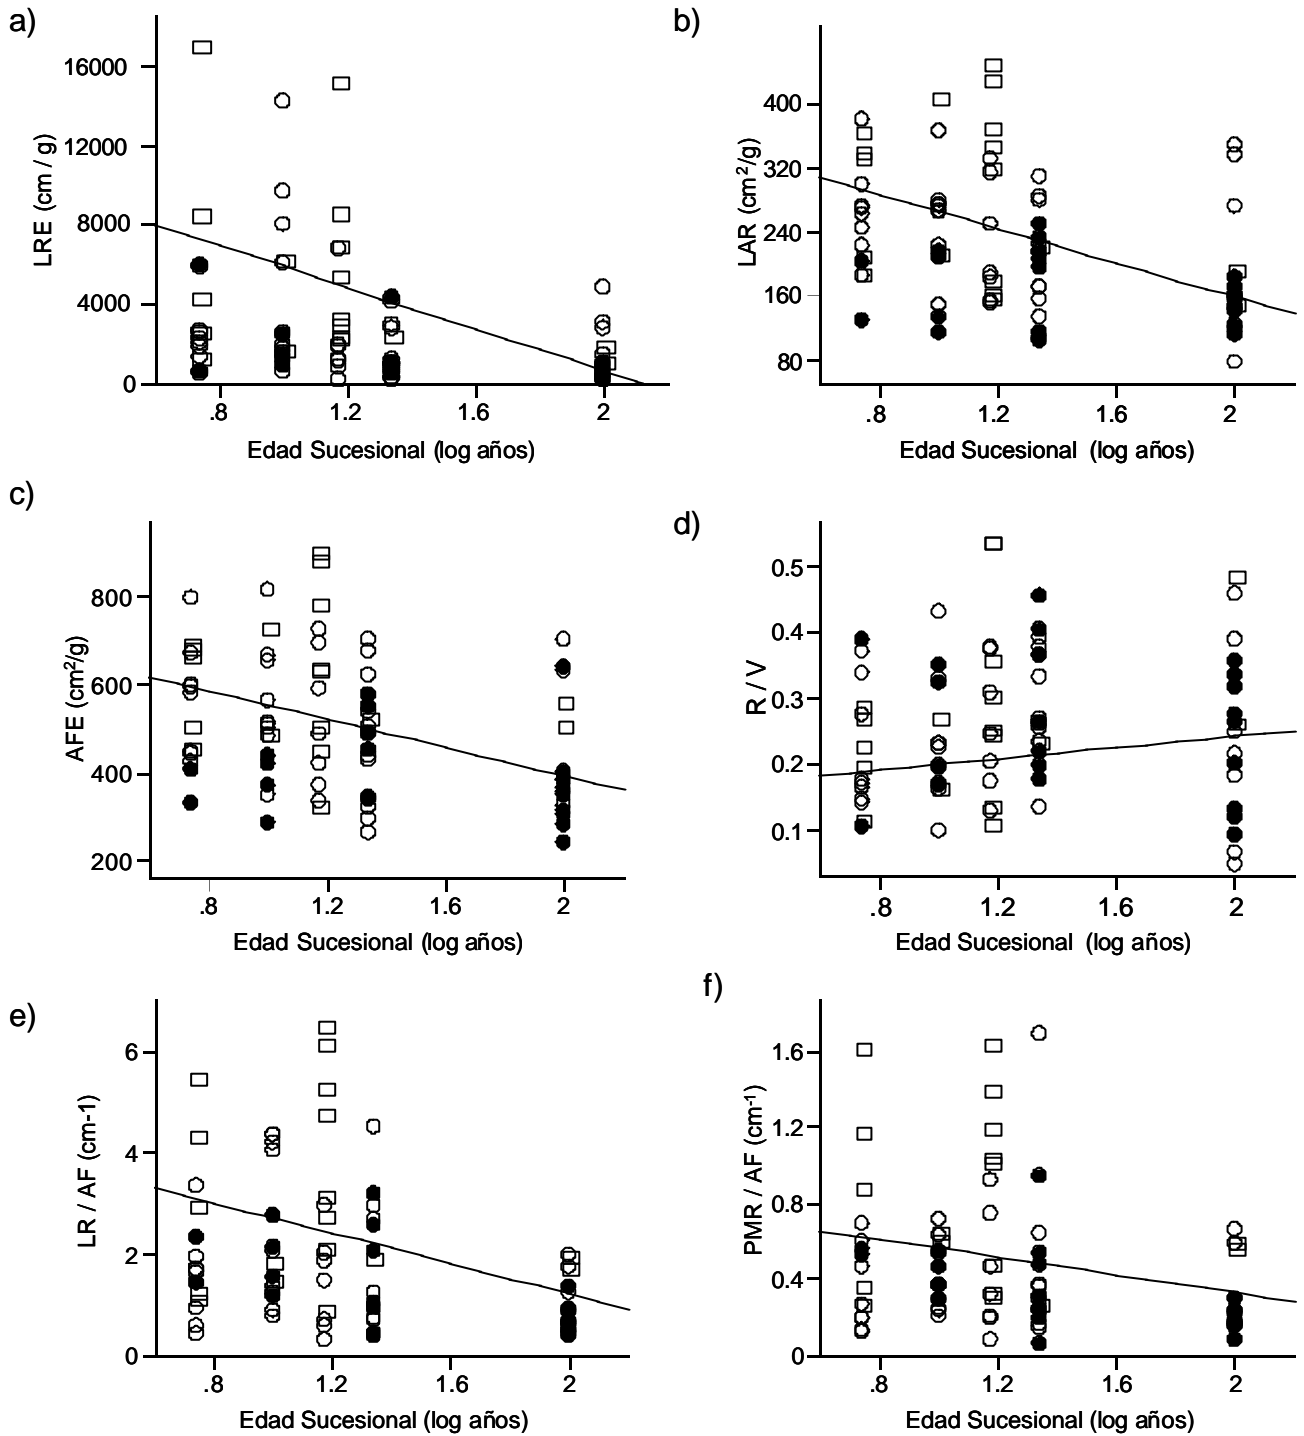 a)
16000
12000
8000
4000
0
LRE (cm / g)
.8
1.2
1.6
2
Edad Sucesional (log años)
b)
400
320
240
160
80
LAR (cm²/g)
.8
1.2
1.6
2
Edad Sucesional (log años)
c)
800
600
400
200
AFE (cm²/g)
.8
1.2
1.6
2
Edad Sucesional (log años)
d)
0.5
0.4
0.3
0.2
0.1
R / V
.8
1.2
1.6
2
Edad Sucesional (log años)
e)
6
4
2
0
LR / AF (cm-1)
.8
1.2
1.6
2
Edad Sucesional (log años)
f)
1.6
1.2
0.8
0.4
0
PMR / AF (cm⁻¹)
.8
1.2
1.6
2
Edad Sucesional (log años)